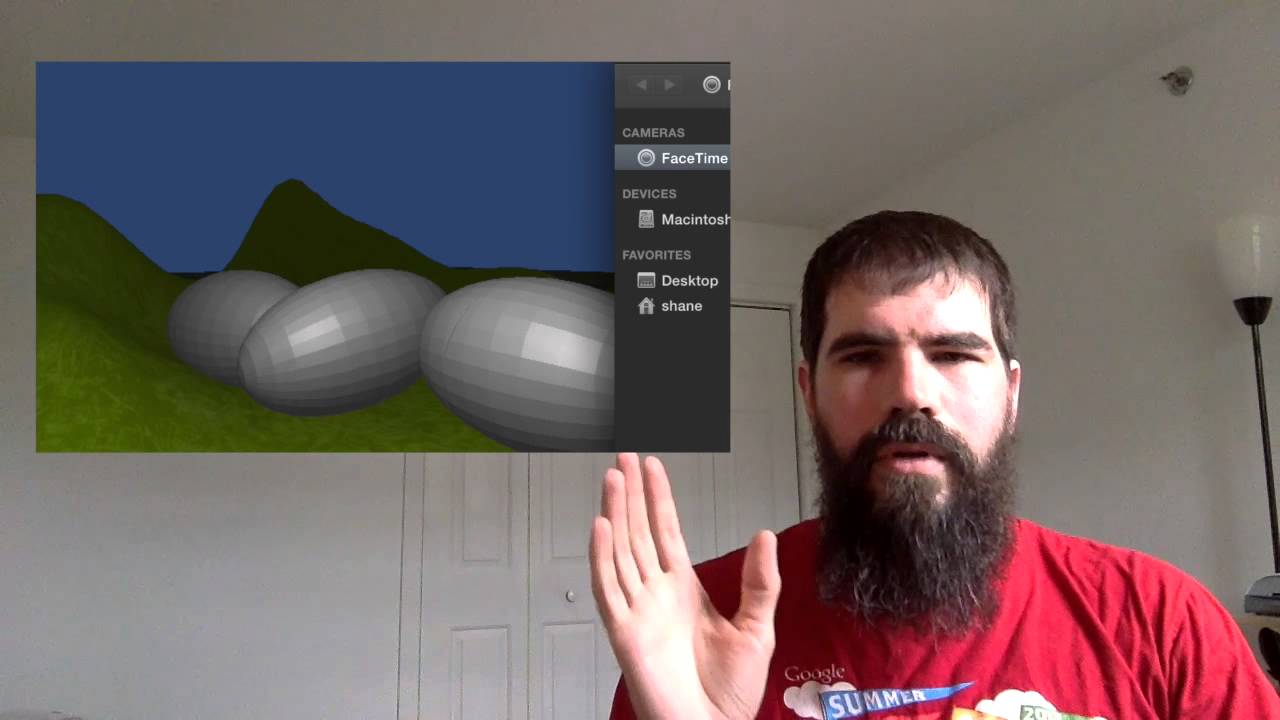 CAMERAS
FaceTime
DEVICES
Macintosh
FAVORITES
Desktop
shane
Google
SUMMER